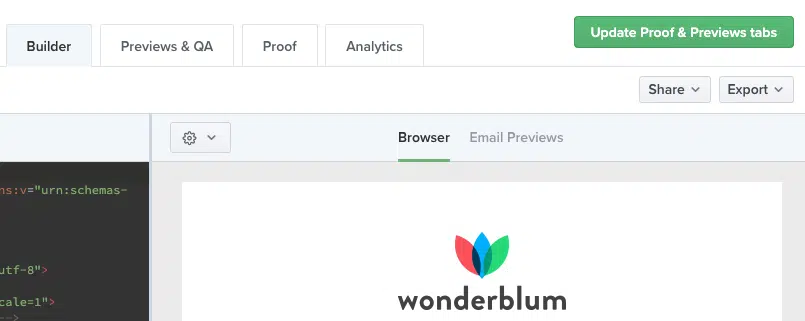 Builder
Previews & QA
Proof
Analytics
Update Proof & Previews tabs
Share
Export
Browser
Email Previews
ns:v="urn:schemas-
utf-8">
cale=1">
-->
wonderblum